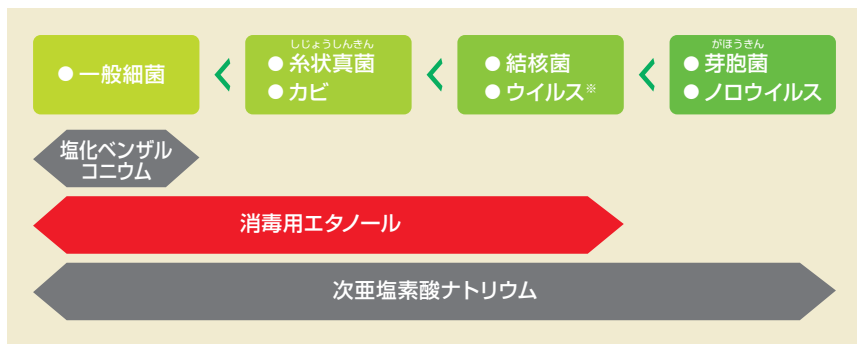 ● 一般細菌
<
しじょうしんきん
● 糸状真菌
● カビ
<
● 結核菌
● ウイルス※
<
がほうきん
● 芽胞菌
● ノロウイルス
塩化ベンザル
コニウム
消毒用エタノール
次亜塩素酸ナトリウム